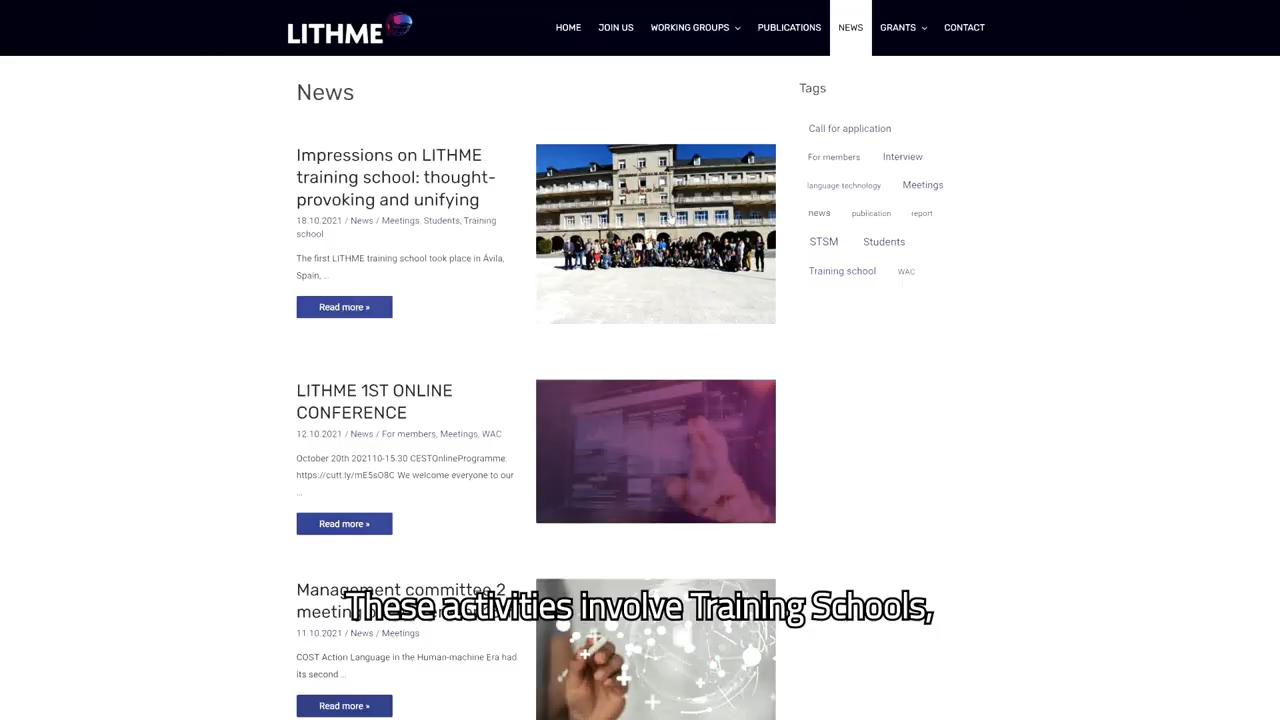 LITHME
HOME
JOIN US
WORKING GROUPS
PUBLICATIONS
NEWS
GRANTS
CONTACT
News
Impressions on LITHME
training school: thought-
provoking and unifying
18.10.2021 / News / Meetings, Students, Training
school
The first LITHME training school took place in Ávila,
Spain, ...
Read more »
LITHME 1ST ONLINE
CONFERENCE
12.10.2021 / News / For members, Meetings, WAC
October 20th 202110-15.30 CESTOnlineProgramme:
https://cutt.ly/mE5sO8C We welcome everyone to our
...
Read more »
Management committee 2
meeting
11.10.2021 / News / Meetings
COST Action Language in the Human-machine Era had
its second ...
Read more »
Tags
Call for application
For members Interview
language technology Meetings
news publication report
STSM Students
Training school WAC
These activities involve Training Schools,